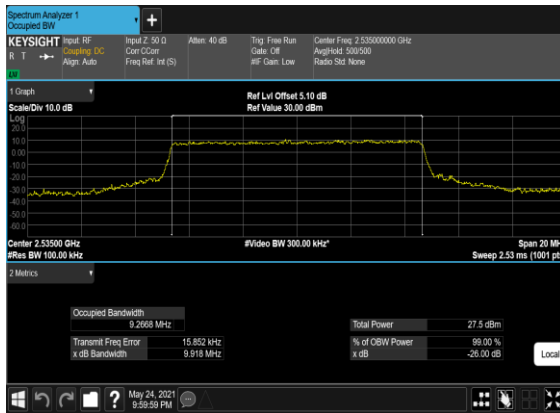 Spectrum Analyzer 1
Occupied BW
KEYSIGHT Input: RF Input Z: 50 Ω Atten: 40 dB Trig: Free Run Center Freq: 2.535000000 GHz
R T Coupling: DC Corr CCorr Gate: Off Avg|Hold: 500/500
Align: Auto Freq Ref: Int (S) #IF Gain: Low Radio Std: None
LXI
1 Graph
Ref Lvl Offset 5.10 dB
Scale/Div 10.0 dB Ref Value 30.00 dBm
Log
20.0
10.0
0.00
-10.0
-20.0
-30.0
-40.0
-50.0
-60.0
Center 2.53500 GHz #Video BW 300.00 kHz* Span 20 MH
#Res BW 100.00 kHz Sweep 2.53 ms (1001 pts
2 Metrics
Occupied Bandwidth
9.2668 MHz Total Power 27.5 dBm
Transmit Freq Error 15.852 kHz % of OBW Power 99.00 %
x dB Bandwidth 9.918 MHz x dB -26.00 dB
Local
May 24, 2021
9:59:59 PM